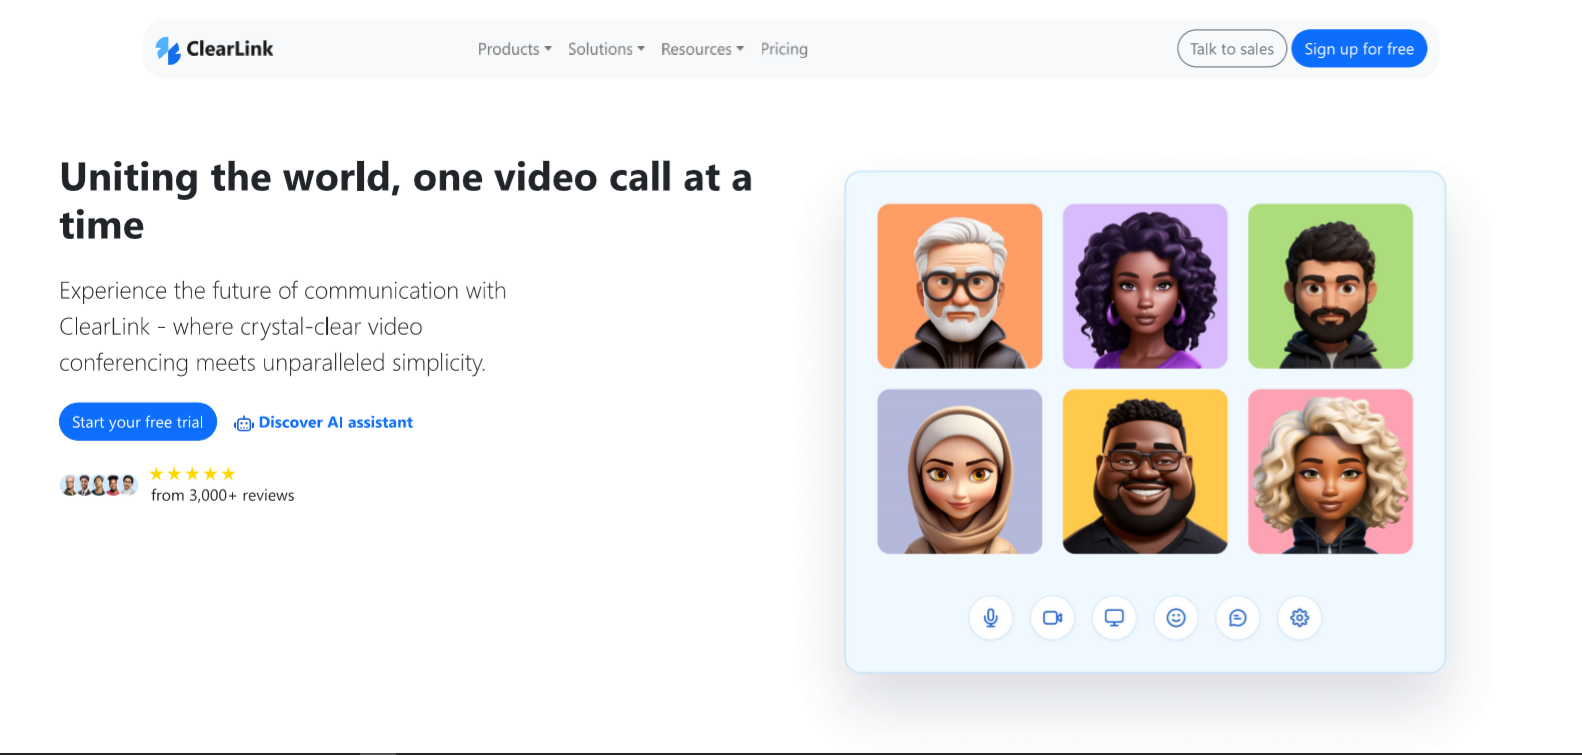 ClearLink
Products
Solutions
Resources
Pricing
Talk to sales
Sign up for free
Uniting the world, one video call at a
time
Experience the future of communication with
ClearLink - where crystal-clear video
conferencing meets unparalleled simplicity.
Start your free trial
Discover AI assistant
from 3,000+ reviews